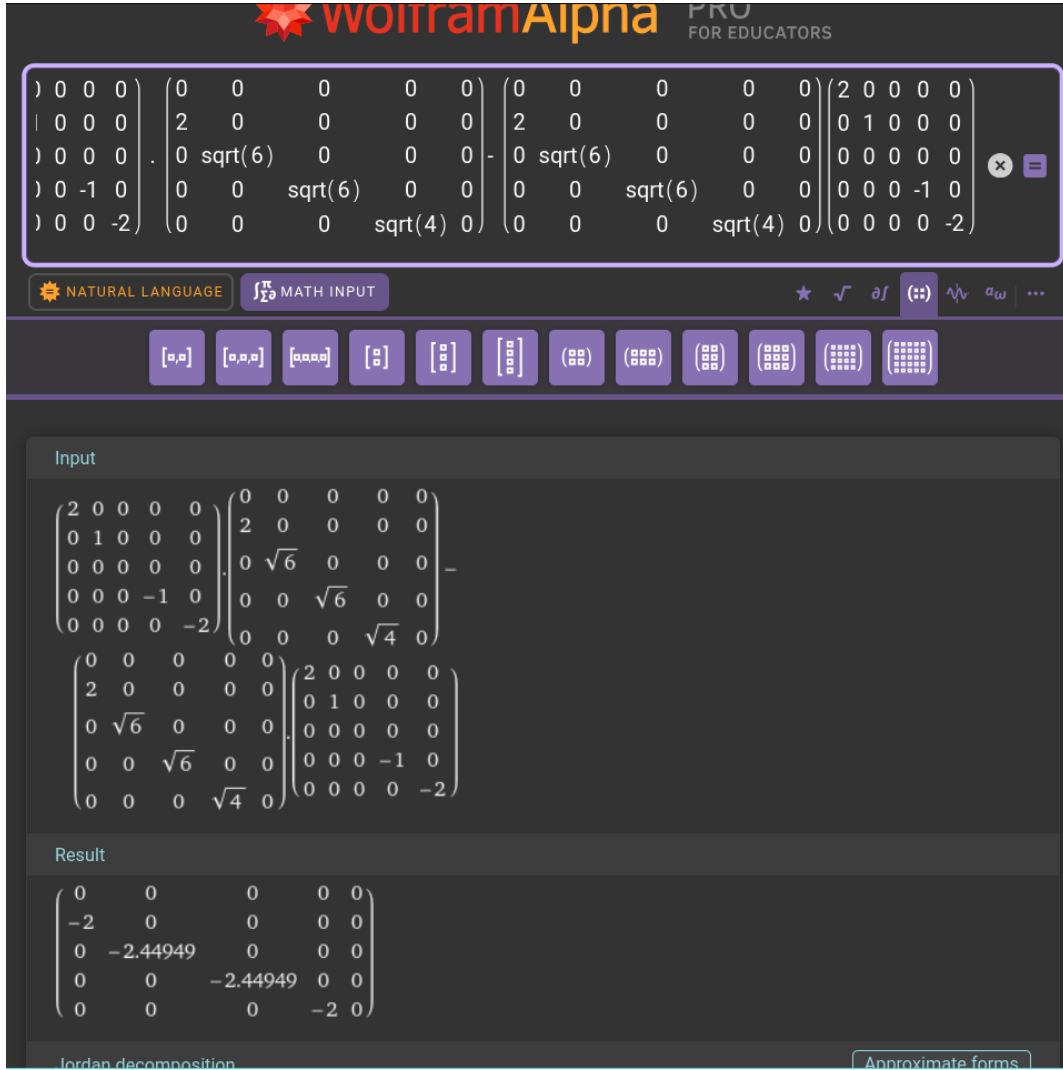 WolframAlpha PRO
FOR EDUCATORS
0 0 0 0 0 0 0 0 0 0 0 0 0 0 2 0 0 0 0
0 0 0 2 0 0 0 0 2 0 0 0 0 0 1 0 0 0
0 0 0 . 0 sqrt(6) 0 0 0 - 0 sqrt(6) 0 0 0 0 0 0 0 0
0 -1 0 0 0 sqrt(6) 0 0 0 0 sqrt(6) 0 0 0 0 0 -1 0
0 0 -2 0 0 0 sqrt(4) 0 0 0 0 sqrt(4) 0 0 0 0 0 -2
NATURAL LANGUAGE
MATH INPUT
Input
2 0 0 0 0
0 1 0 0 0
0 0 0 0 0
0 0 0 -1 0
0 0 0 0 -2
.
0 0 0 0 0
2 0 0 0 0
0 √6 0 0 0
0 0 √6 0 0
0 0 0 √4 0
−
0 0 0 0 0
2 0 0 0 0
0 √6 0 0 0
0 0 √6 0 0
0 0 0 √4 0
.
2 0 0 0 0
0 1 0 0 0
0 0 0 0 0
0 0 0 -1 0
0 0 0 0 -2
Result
0 0 0 0 0
-2 0 0 0 0
0 -2.44949 0 0 0
0 0 -2.44949 0 0
0 0 0 -2 0
Jordan decomposition
Approximate forms